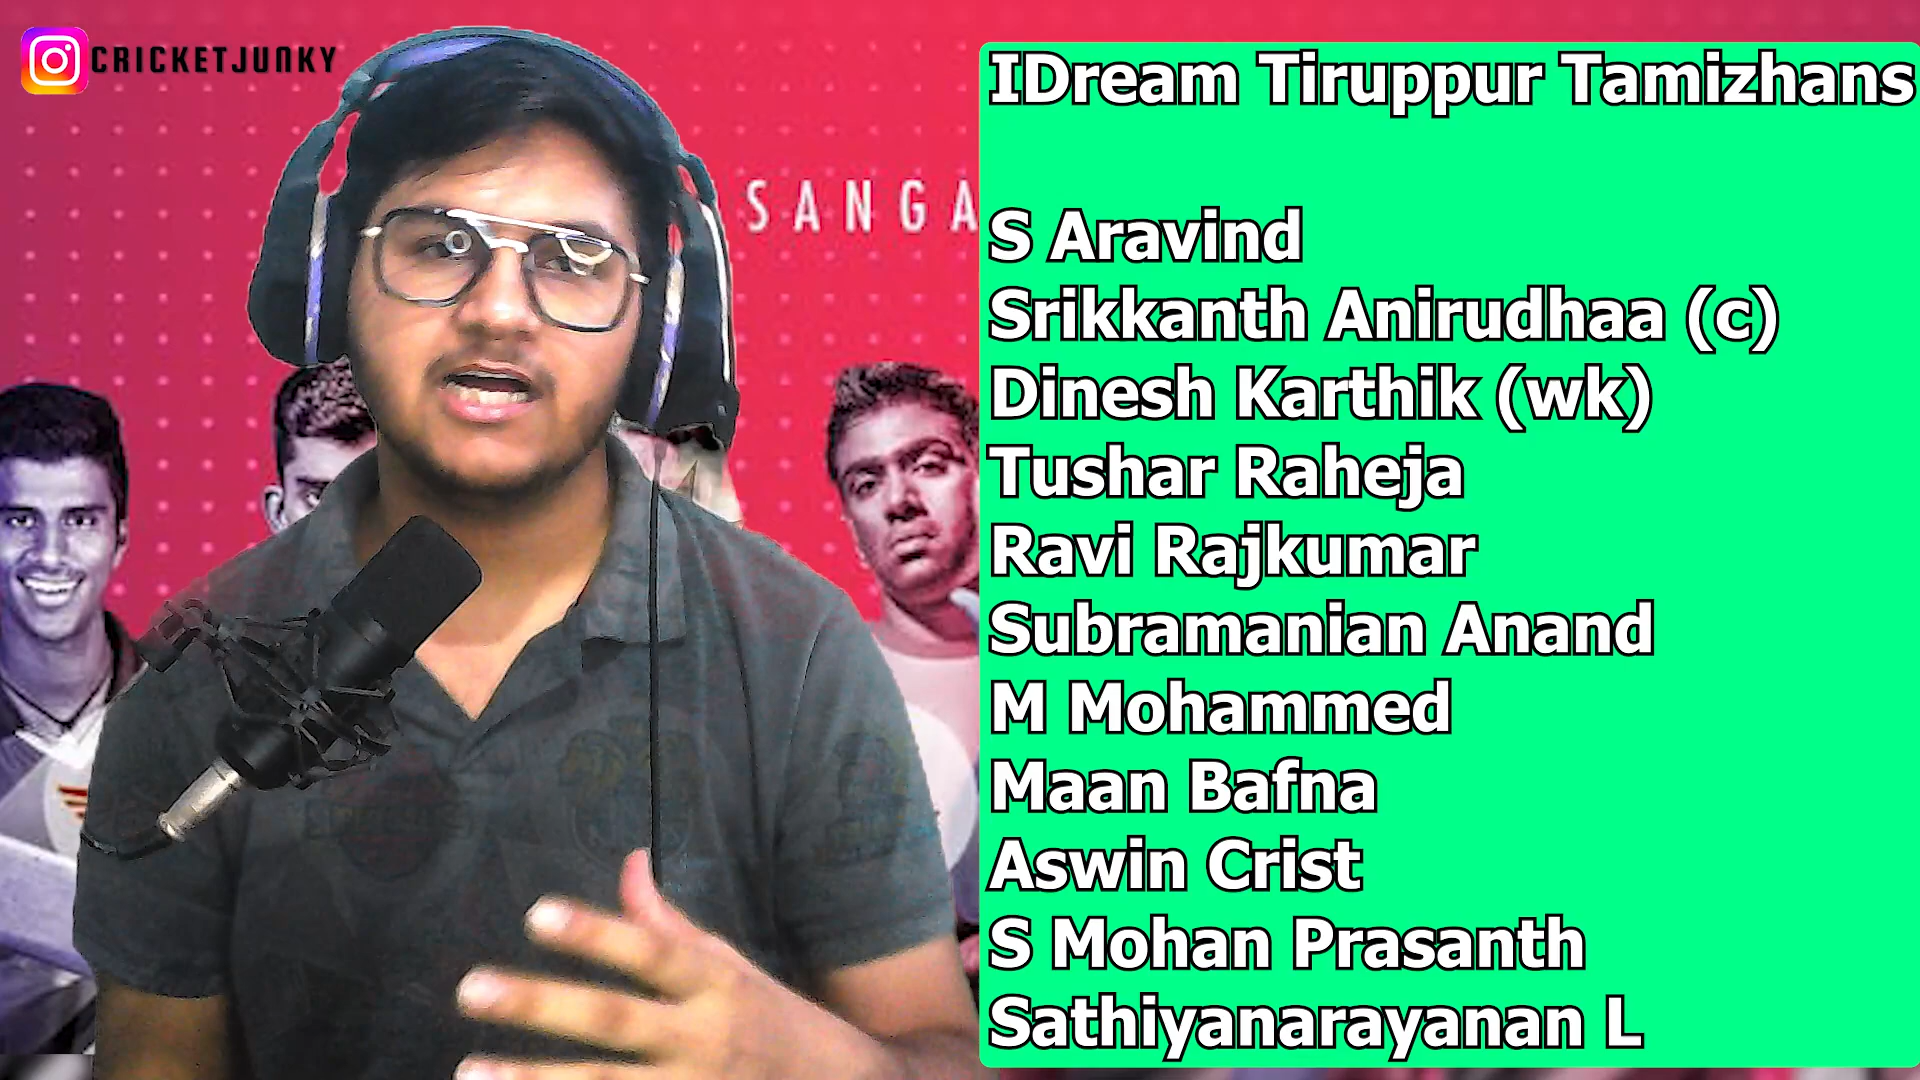 CRICKETJUNKY
SANGA
IDream Tiruppur Tamizhans
S Aravind
Srikkanth Anirudhaa (c)
Dinesh Karthik (wk)
Tushar Raheja
Ravi Rajkumar
Subramanian Anand
M Mohammed
Maan Bafna
Aswin Crist
S Mohan Prasanth
Sathiyanarayanan L